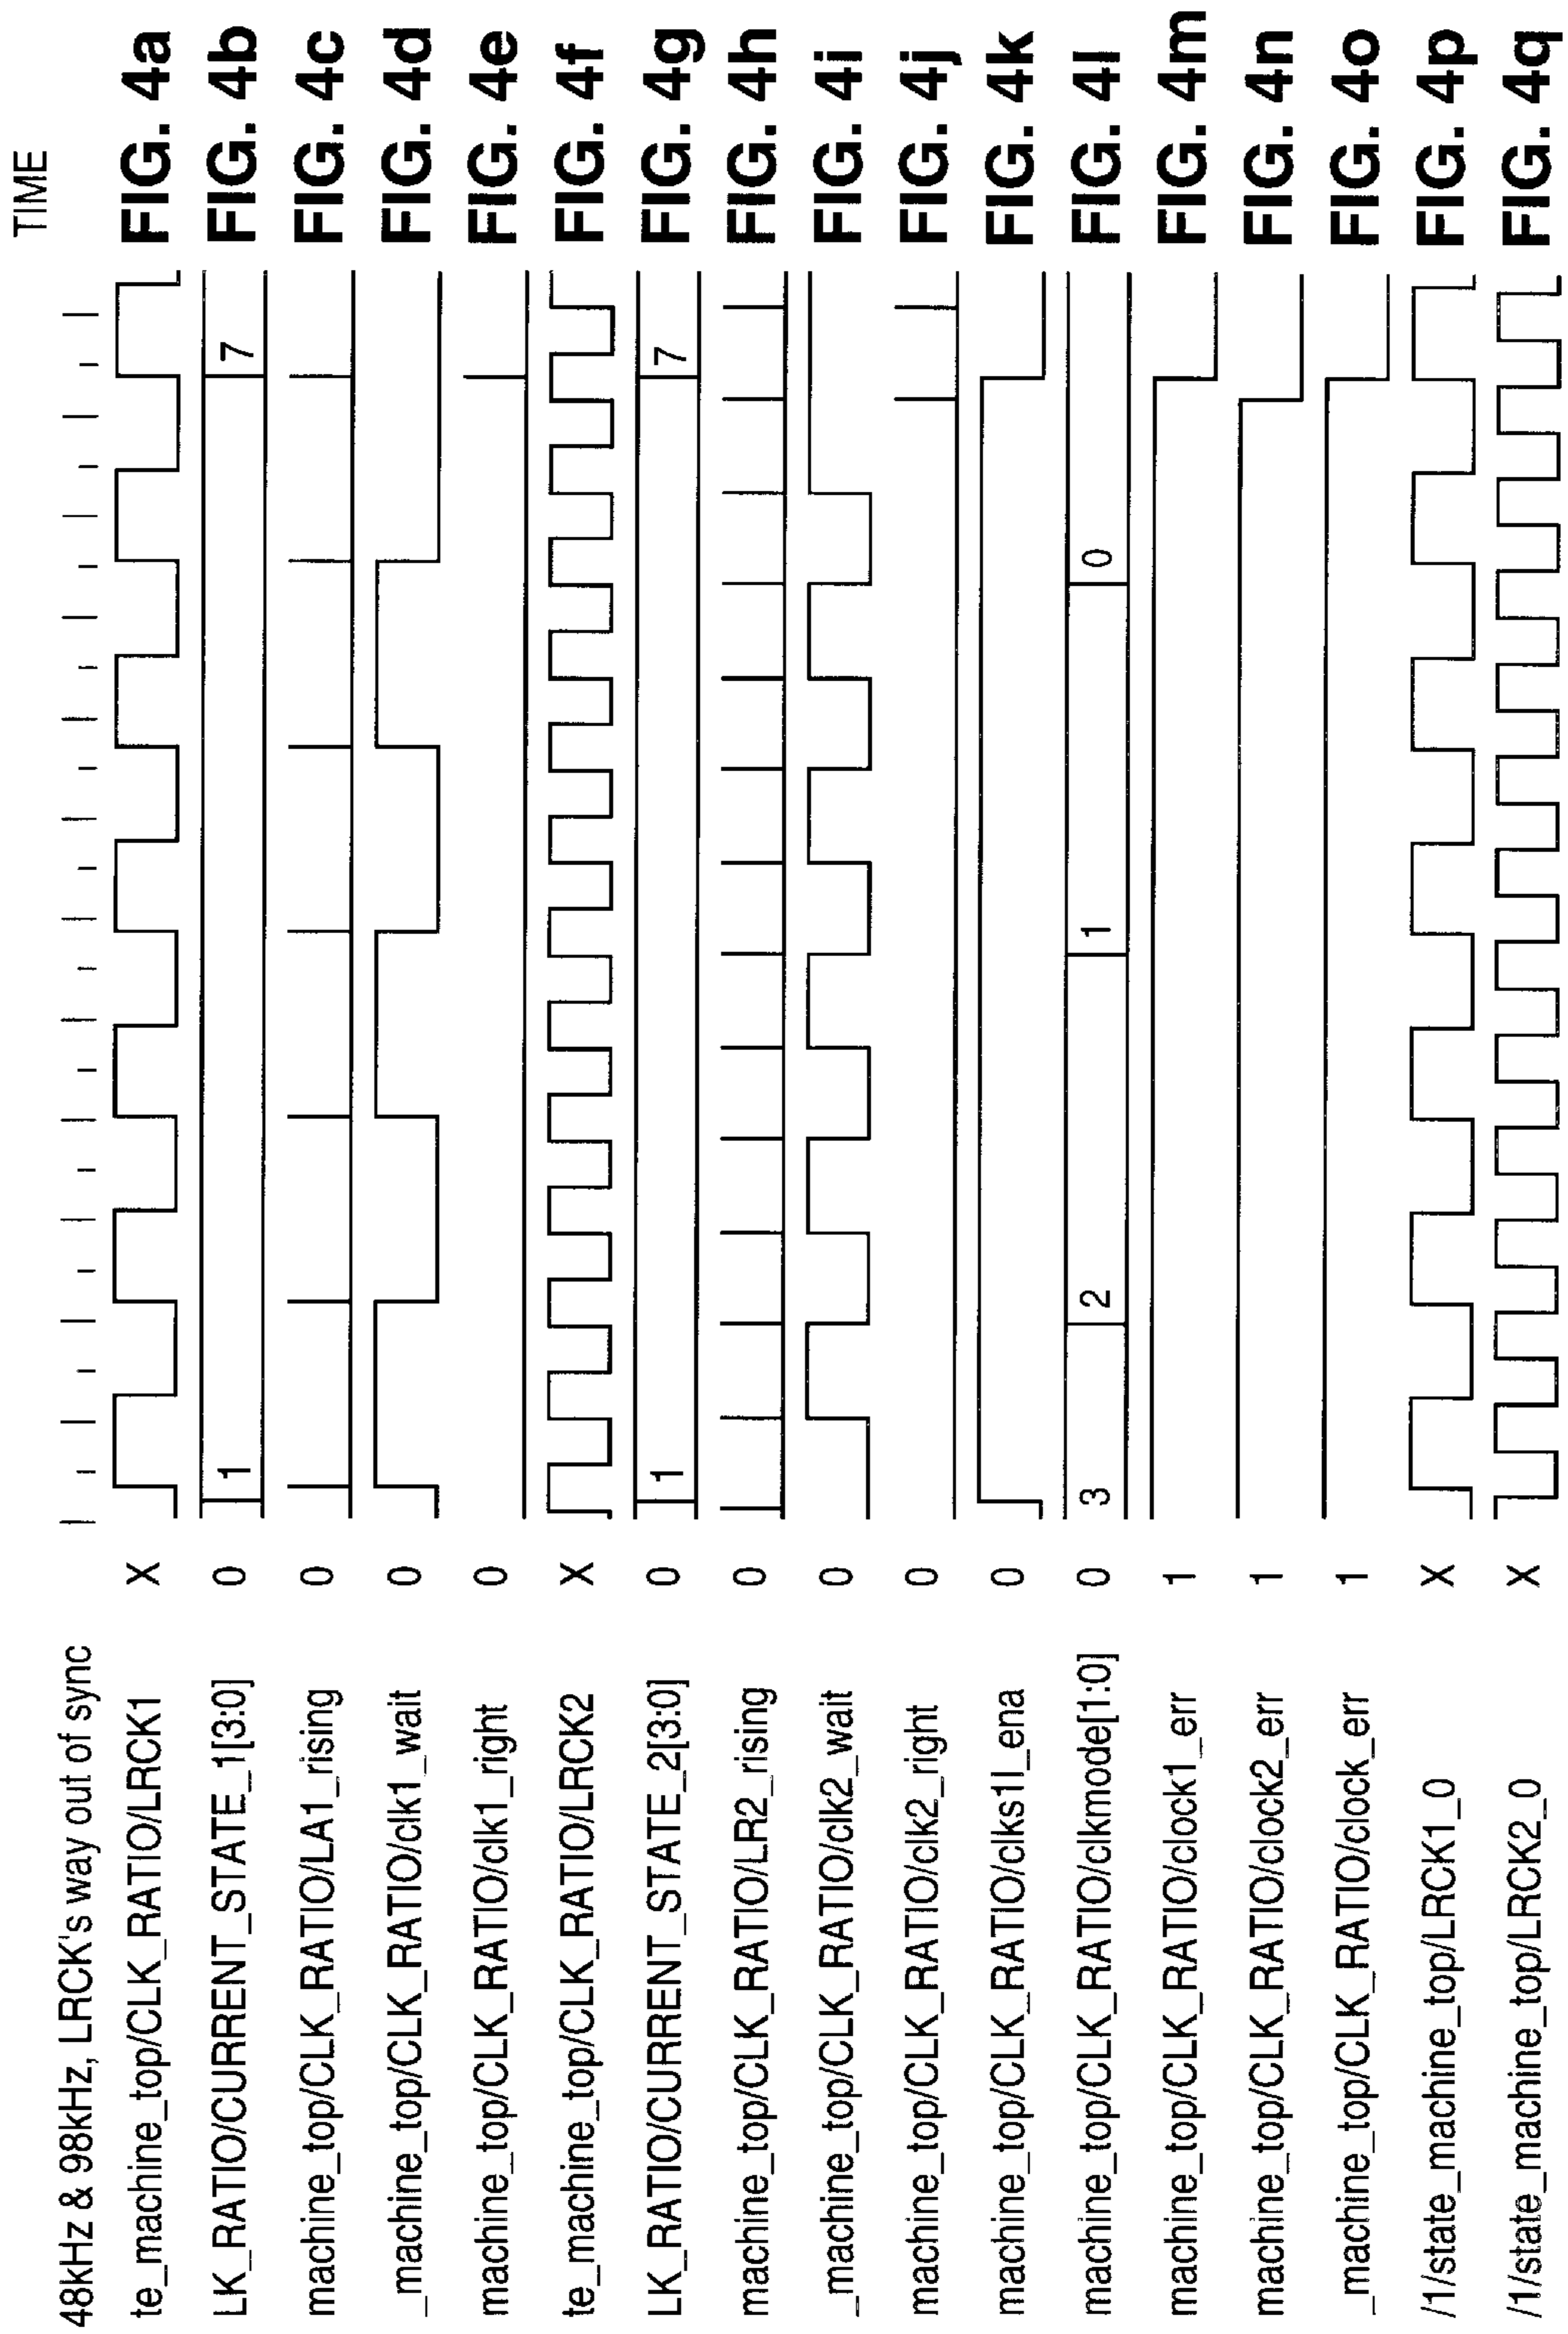 48kHz & 98kHz, LRCK's way out of sync TIME
te_machine_top/CLK_RATIO/LRCK1 X FIG. 4a
LK_RATIO/CURRENT_STATE_1[3:0] 0 1 7 FIG. 4b
machine_top/CLK_RATIO/LA1_rising 0 FIG. 4c
_machine_top/CLK_RATIO/clk1_wait 0 FIG. 4d
machine_top/CLK_RATIO/clk1_right 0 FIG. 4e
te_machine_top/CLK_RATIO/LRCK2 X FIG. 4f
LK_RATIO/CURRENT_STATE_2[3:0] 0 1 7 FIG. 4g
machine_top/CLK_RATIO/LR2_rising 0 FIG. 4h
_machine_top/CLK_RATIO/clk2_wait 0 FIG. 4i
machine_top/CLK_RATIO/clk2_right 0 FIG. 4j
machine_top/CLK_RATIO/clks1l_ena 0 FIG. 4k
machine_top/CLK_RATIO/clkmode[1:0] 0 3 2 1 0 FIG. 4l
machine_top/CLK_RATIO/clock1_err 1 FIG. 4m
machine_top/CLK_RATIO/clock2_err 1 FIG. 4n
_machine_top/CLK_RATIO/clock_err 1 FIG. 4o
/1/state_machine_top/LRCK1_0 X FIG. 4p
/1/state_machine_top/LRCK2_0 X FIG. 4q